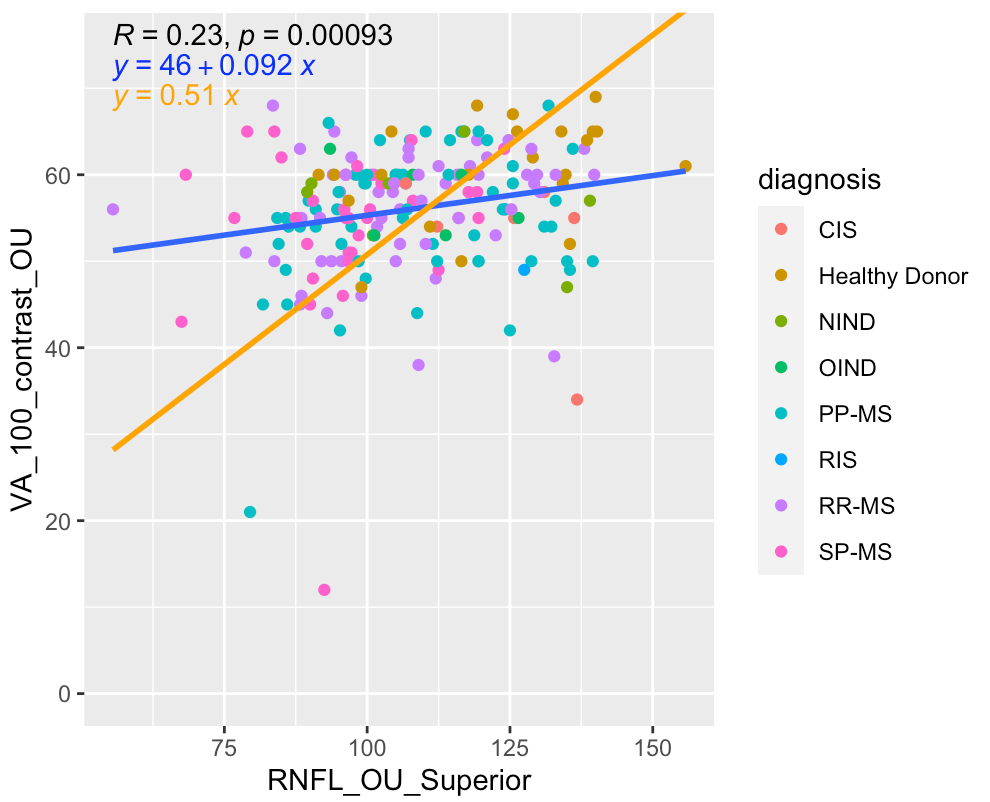 R = 0.23, p = 0.00093
y = 46 + 0.092 x
y = 0.51 x
60
40
20
0
VA_100_contrast_OU
75 100 125 150
RNFL_OU_Superior
diagnosis
CIS
Healthy Donor
NIND
OIND
PP-MS
RIS
RR-MS
SP-MS